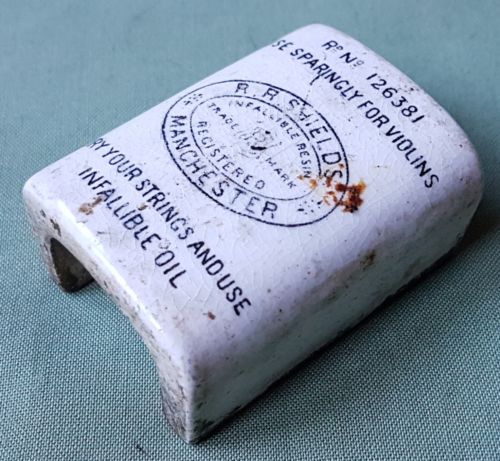 Rᴅ Nº 126381
SE SPARINGLY FOR VIOLINS
R.R. SHIELDS
INFALLIBLE RESIN
TRADE MARK
REGISTERED
MANCHESTER
RY YOUR STRINGS AND USE
INFALLIBLE OIL